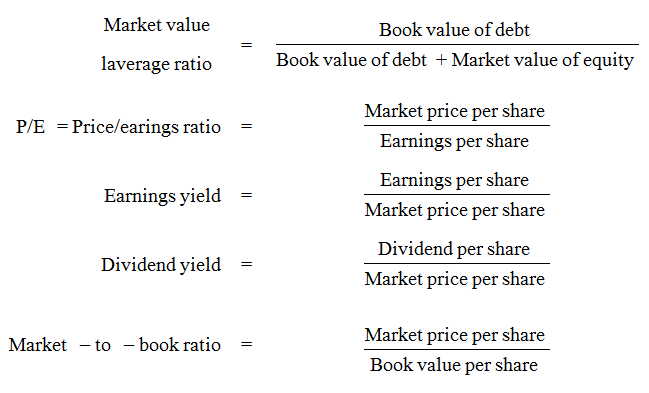 Market value
laverage ratio = Book value of debt
Book value of debt + Market value of equity
P/E = Price/earings ratio = Market price per share
Earnings per share
Earnings yield = Earnings per share
Market price per share
Dividend yield = Dividend per share
Market price per share
Market – to – book ratio = Market price per share
Book value per share